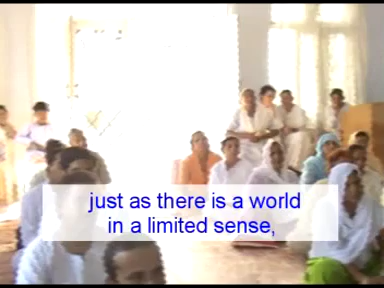 just as there is a world
in a limited sense,